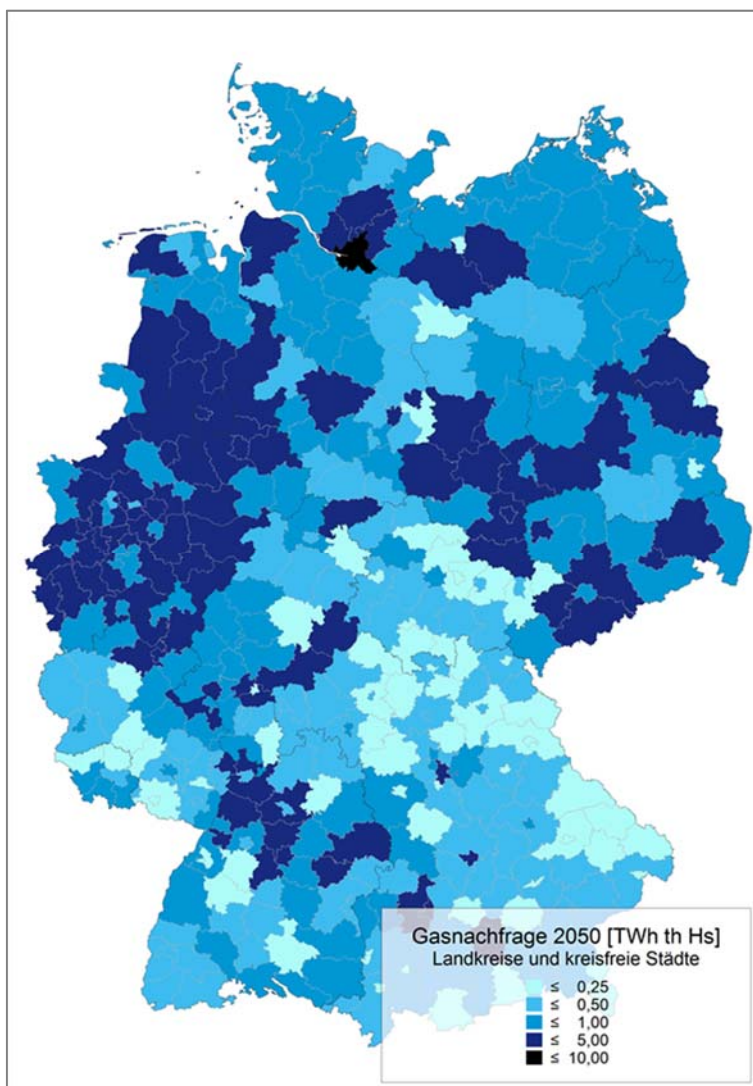 Gasnachfrage 2050 [TWh th Hs]
Landkreise und kreisfreie Städte
≤ 0,25
≤ 0,50
≤ 1,00
≤ 5,00
≤ 10,00